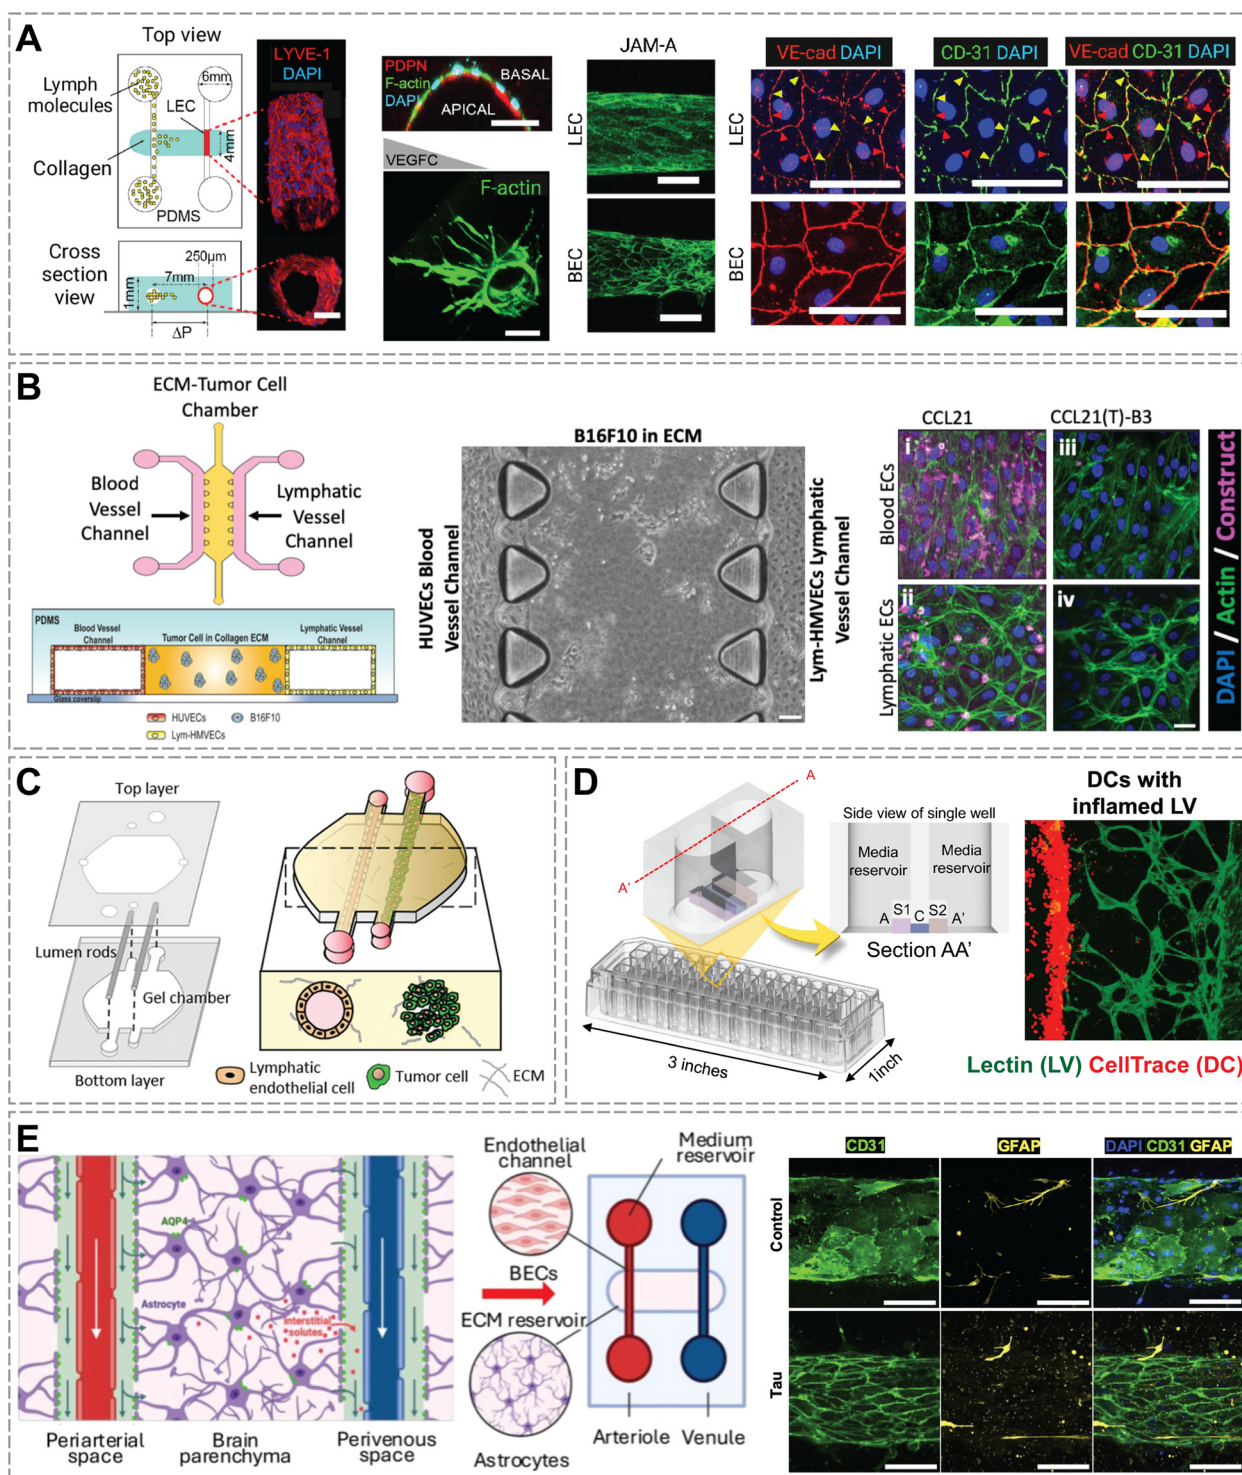 A
Top view
Lymph
molecules
6mm
LEC
4mm
Collagen
PDMS
Cross
section
view
250µm
7mm
1mm
ΔP
LYVE-1
DAPI
PDPN
F-actin
DAPI
BASAL
APICAL
VEGFC
F-actin
JAM-A
LEC
BEC
VE-cad DAPI
CD-31 DAPI
VE-cad CD-31 DAPI
LEC
BEC
B
ECM-Tumor Cell
Chamber
Blood
Vessel
Channel
Lymphatic
Vessel
Channel
PDMS
Blood Vessel
Channel
Tumor Cell in Collagen ECM
Lymphatic Vessel
Channel
Glass coverslip
HUVECs
B16F10
Lym-HMVECs
B16F10 in ECM
HUVECs Blood
Vessel Channel
Lym-HMVECs Lymphatic
Vessel Channel
CCL21
CCL21(T)-B3
Blood ECs
Lymphatic ECs
i
iii
ii
iv
DAPI / Actin / Construct
C
Top layer
Lumen rods
Gel chamber
Bottom layer
Lymphatic
endothelial cell
Tumor cell
ECM
D
A
A'
Side view of single well
Media
reservoir
Media
reservoir
A
S1
C
S2
A'
Section AA'
3 inches
1inch
DCs with
inflamed LV
Lectin (LV) CellTrace (DC)
E
AQP4
Astrocyte
Interstitial
solutes
Periarterial
space
Brain
parenchyma
Perivenous
space
Endothelial
channel
BECs
ECM reservoir
Astrocytes
Medium
reservoir
Arteriole
Venule
CD31
GFAP
DAPI CD31 GFAP
Control
Tau